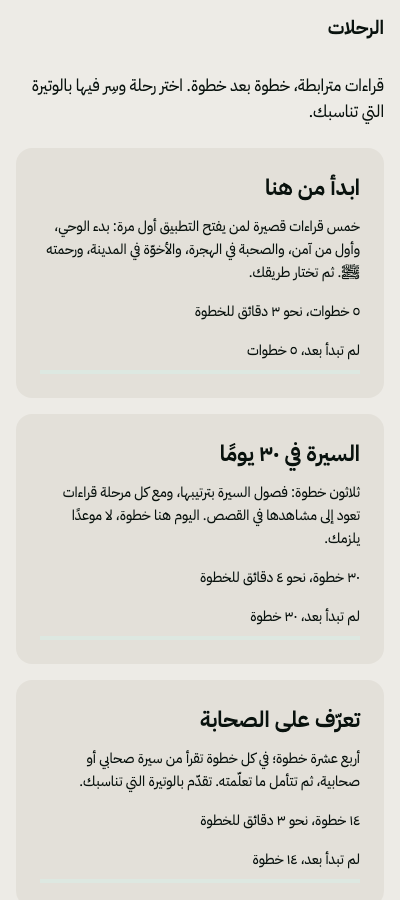 الرحلات
قراءات مترابطة، خطوة بعد خطوة. اختر رحلة وسِر فيها بالوتيرة
التي تناسبك.
ابدأ من هنا
خمس قراءات قصيرة لمن يفتح التطبيق أول مرة: بدء الوحي،
وأول من آمن، والصحبة في الهجرة، والأخوّة في المدينة، ورحمته
ﷺ. ثم تختار طريقك.
٥ خطوات، نحو ٣ دقائق للخطوة
لم تبدأ بعد، ٥ خطوات
السيرة في ٣٠ يومًا
ثلاثون خطوة: فصول السيرة بترتيبها، ومع كل مرحلة قراءات
تعود إلى مشاهدها في القصص. اليوم هنا خطوة، لا موعدًا
يلزمك.
٣٠ خطوة، نحو ٤ دقائق للخطوة
لم تبدأ بعد، ٣٠ خطوة
تعرّف على الصحابة
أربع عشرة خطوة؛ في كل خطوة تقرأ من سيرة صحابي أو
صحابية، ثم تتأمل ما تعلّمته. تقدّم بالوتيرة التي تناسبك.
١٤ خطوة، نحو ٣ دقائق للخطوة
لم تبدأ بعد، ١٤ خطوة